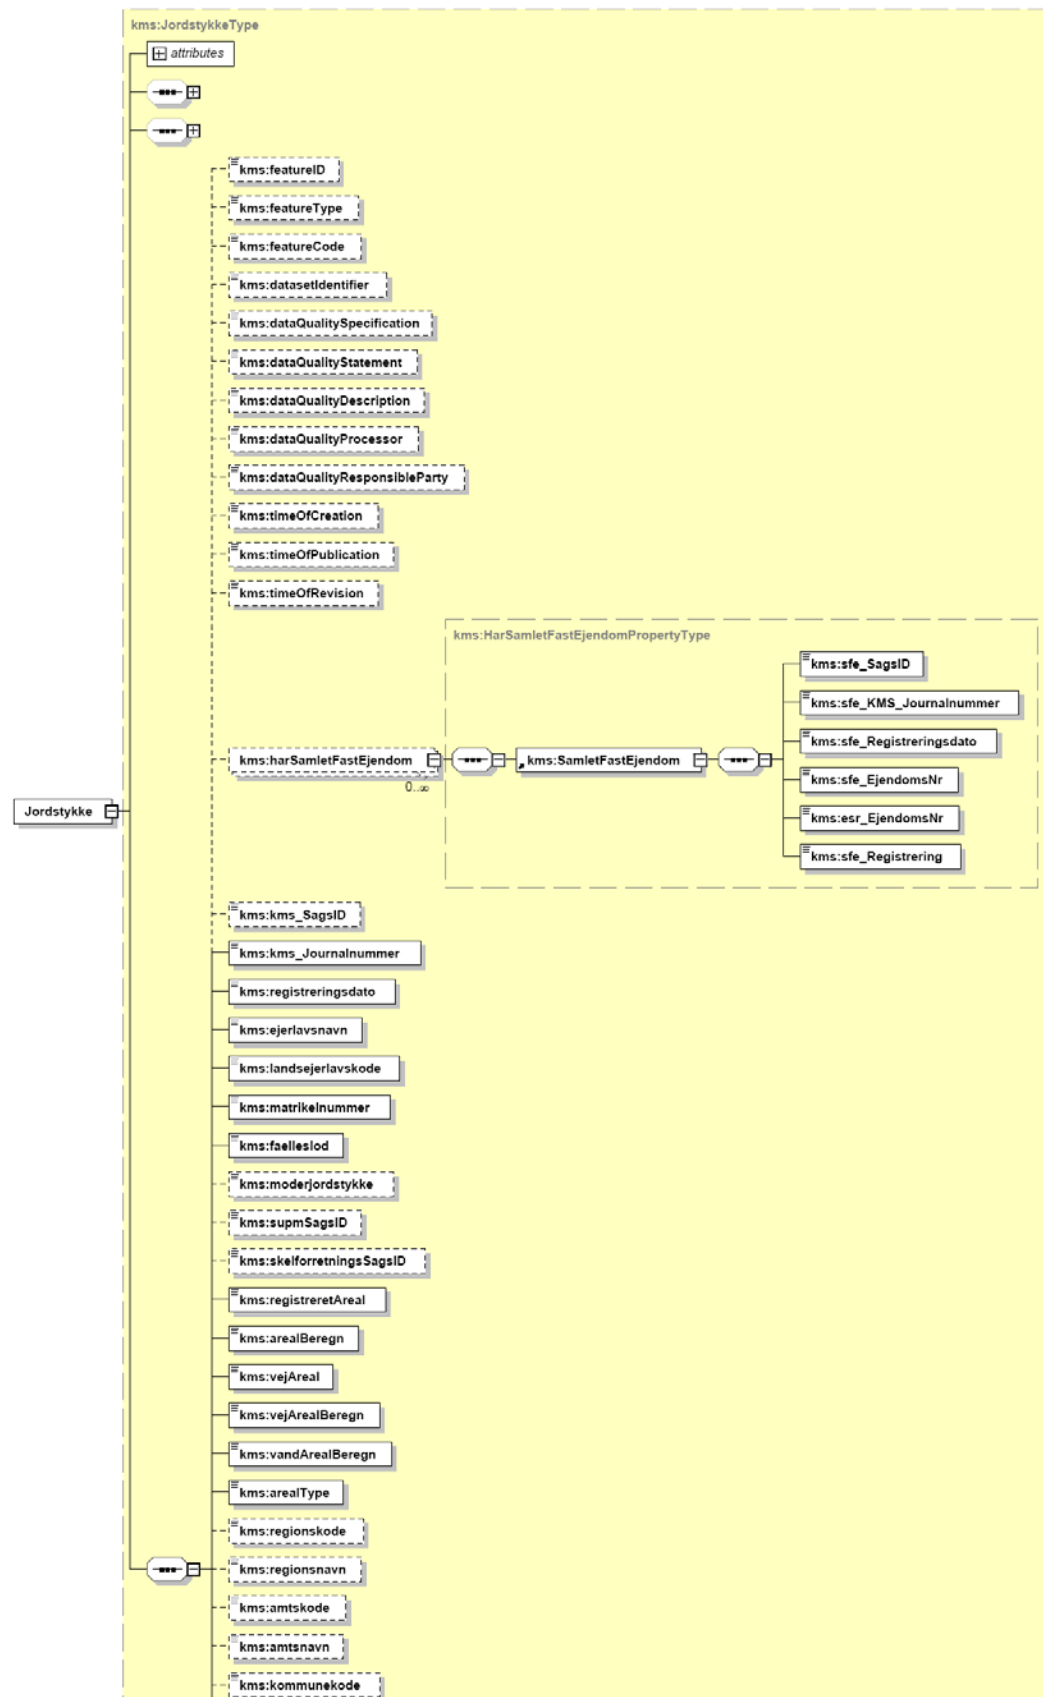 kms:JordstykkeType
attributes
kms:featureID
kms:featureType
kms:featureCode
kms:datasetIdentifier
kms:dataQualitySpecification
kms:dataQualityStatement
kms:dataQualityDescription
kms:dataQualityProcessor
kms:dataQualityResponsibleParty
kms:timeOfCreation
kms:timeOfPublication
kms:timeOfRevision
kms:HarSamletFastEjendomPropertyType
kms:sfe_SagsID
kms:sfe_KMS_Journalnummer
kms:sfe_Registreringsdato
kms:harSamletFastEjendom
kms:SamletFastEjendom
kms:sfe_EjendomsNr
0..∞
Jordstykke
kms:esr_EjendomsNr
kms:sfe_Registrering
kms:kms_SagsID
kms:kms_Journalnummer
kms:registreringsdato
kms:ejerlavsnavn
kms:landsejerlavskode
kms:matrikelnummer
kms:faelleslod
kms:moderjordstykke
kms:supmSagsID
kms:skelforretningsSagsID
kms:registreretAreal
kms:arealBeregn
kms:vejAreal
kms:vejArealBeregn
kms:vandArealBeregn
kms:arealType
kms:regionskode
kms:regionsnavn
kms:amtskode
kms:amtsnavn
kms:kommunekode